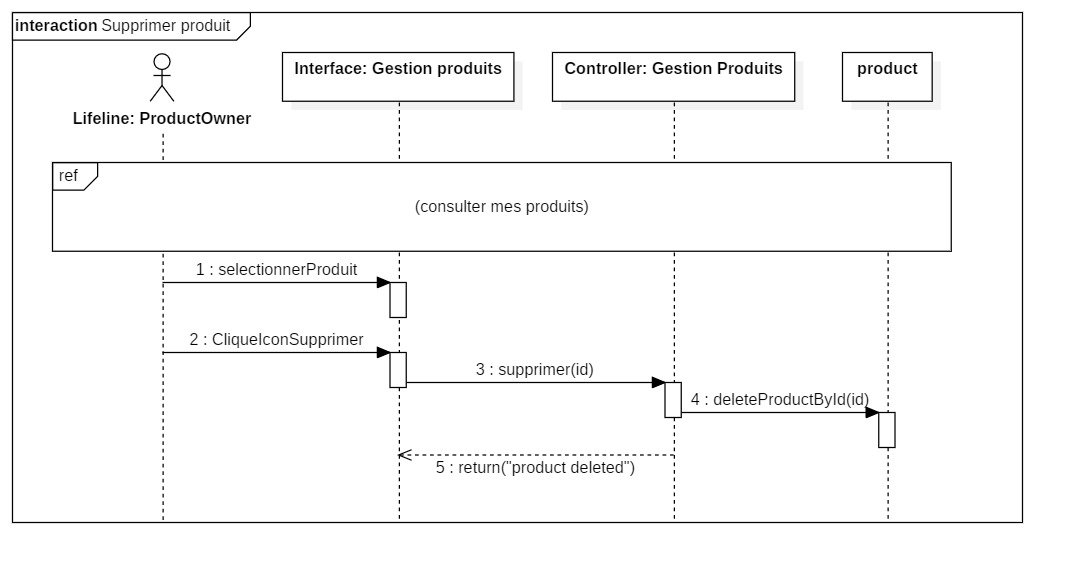 interaction Supprimer produit
Interface: Gestion produits
Controller: Gestion Produits
product
Lifeline: ProductOwner
ref
(consulter mes produits)
1 : selectionnerProduit
2 : CliqueIconSupprimer
3 : supprimer(id)
4 : deleteProductById(id)
5 : return("product deleted")